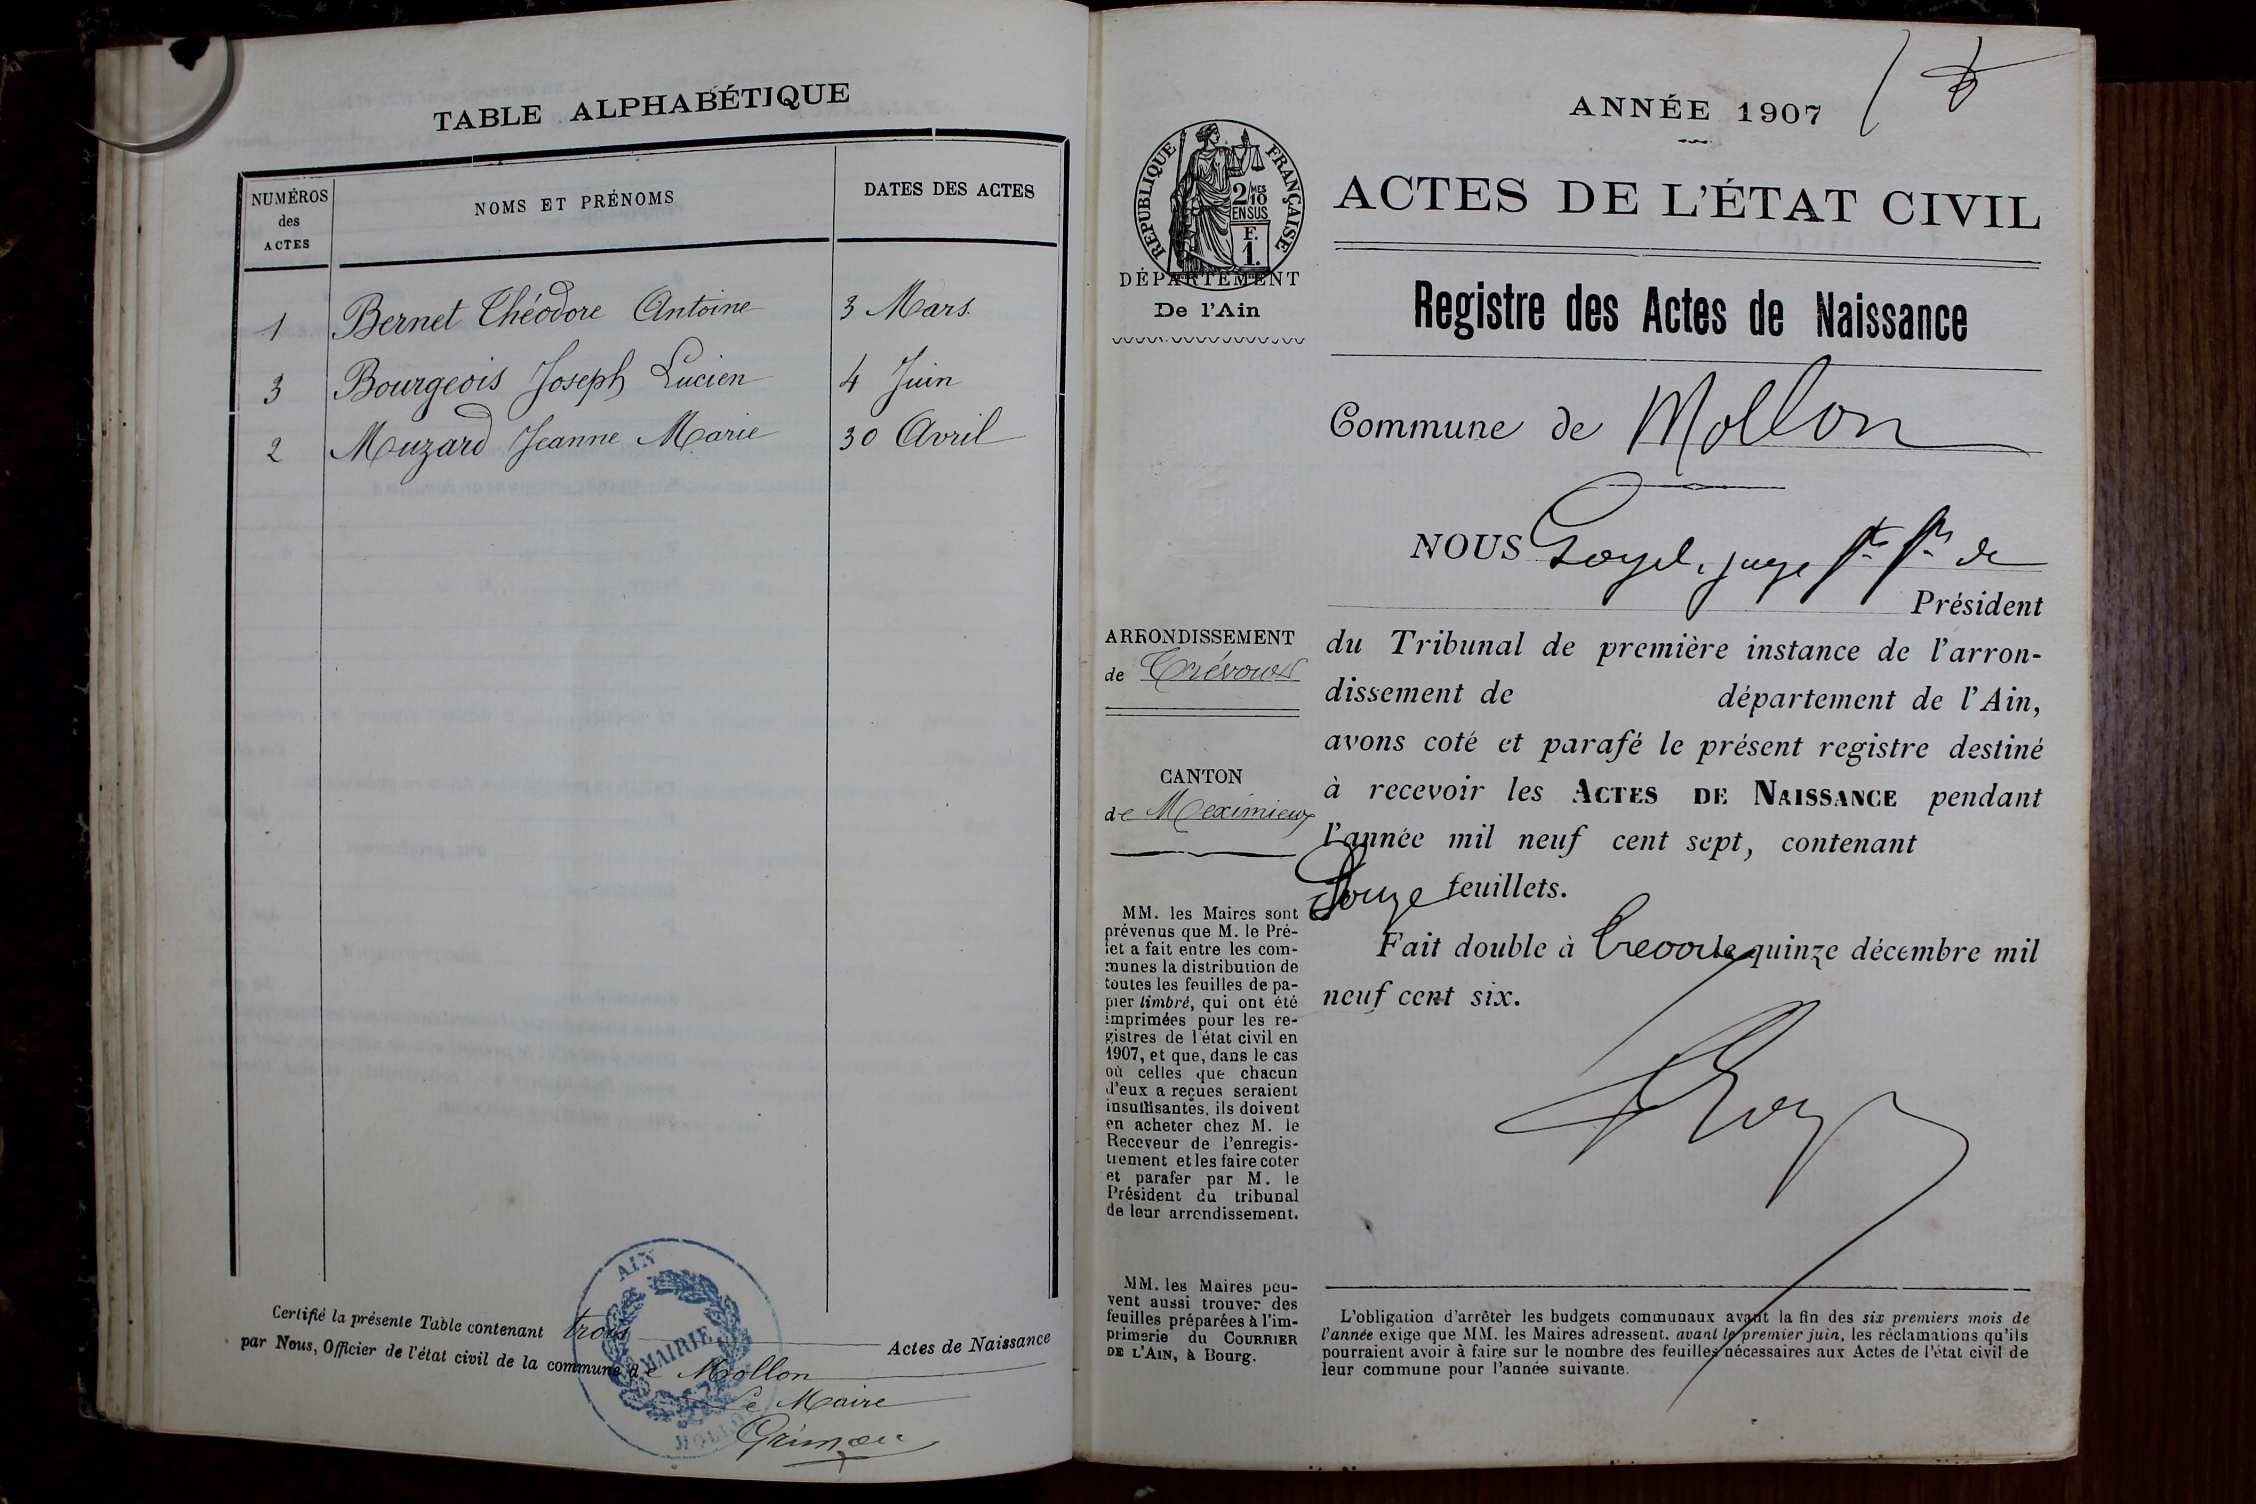 TABLE ALPHABÉTIQUE
NUMÉROS
des
ACTES
NOMS ET PRÉNOMS
DATES DES ACTES
1 Bernet Théodore Antoine 3 Mars
3 Bourgeois Joseph Lucien 4 Juin
2 Muzard Jeanne Marie 30 Avril
Certifié la présente Table contenant trois Actes de Naissance
par Nous, Officier de l'état civil de la commune de Mollon
Le Maire
AIN
MAIRIE
MOLLON
ANNÉE 1907
RÉPUBLIQUE FRANÇAISE
2/MES
10
EN SUS
F.
1.
DÉPARTEMENT
De l'Ain
ACTES DE L'ÉTAT CIVIL
Registre des Actes de Naissance
Commune de Mollon
NOUS juge de
Président
du Tribunal de première instance de l'arron-
dissement de département de l'Ain,
avons coté et parafé le présent registre destiné
à recevoir les ACTES DE NAISSANCE pendant
l'année mil neuf cent sept, contenant
Douze feuillets.
Fait double à le quinze décembre mil
neuf cent six.
ARRONDISSEMENT
de Trévoux
CANTON
de Meximieux
MM. les Maires sont
prévenus que M. le Pré-
fet a fait entre les com-
munes la distribution de
toutes les feuilles de pa-
pier timbré, qui ont été
imprimées pour les re-
gistres de l'état civil en
1907, et que, dans le cas
où celles que chacun
d'eux a reçues seraient
insuffisantes, ils doivent
en acheter chez M. le
Receveur de l'enregis-
trement et les faire coter
et parafer par M. le
Président du tribunal
de leur arrondissement.
MM. les Maires peu-
vent aussi trouver des
feuilles préparées à l'im-
primerie du COURRIER
DE L'AIN, à Bourg.
L'obligation d'arrêter les budgets communaux avant la fin des six premiers mois de
l'année exige que MM. les Maires adressent, avant le premier juin, les réclamations qu'ils
pourraient avoir à faire sur le nombre des feuilles nécessaires aux Actes de l'état civil de
leur commune pour l'année suivante.